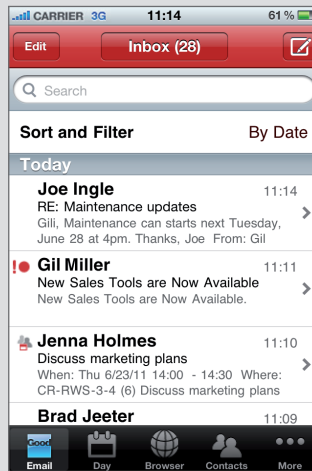 CARRIER 3G 11:14 61 %
Edit Inbox (28)
Search
Sort and Filter By Date
Today
Joe Ingle 11:14
RE: Maintenance updates
Gili, Maintenance can starts next Tuesday,
June 28 at 4pm. Thanks, Joe From: Gil
Gil Miller 11:11
New Sales Tools are Now Available
New Sales Tools are Now Available.
Jenna Holmes 11:10
Discuss marketing plans
When: Thu 6/23/11 14:00 - 14:30 Where:
CR-RWS-3-4 (6) Discuss marketing plans
Brad Jeeter 11:09
Good
Email Day Browser Contacts More